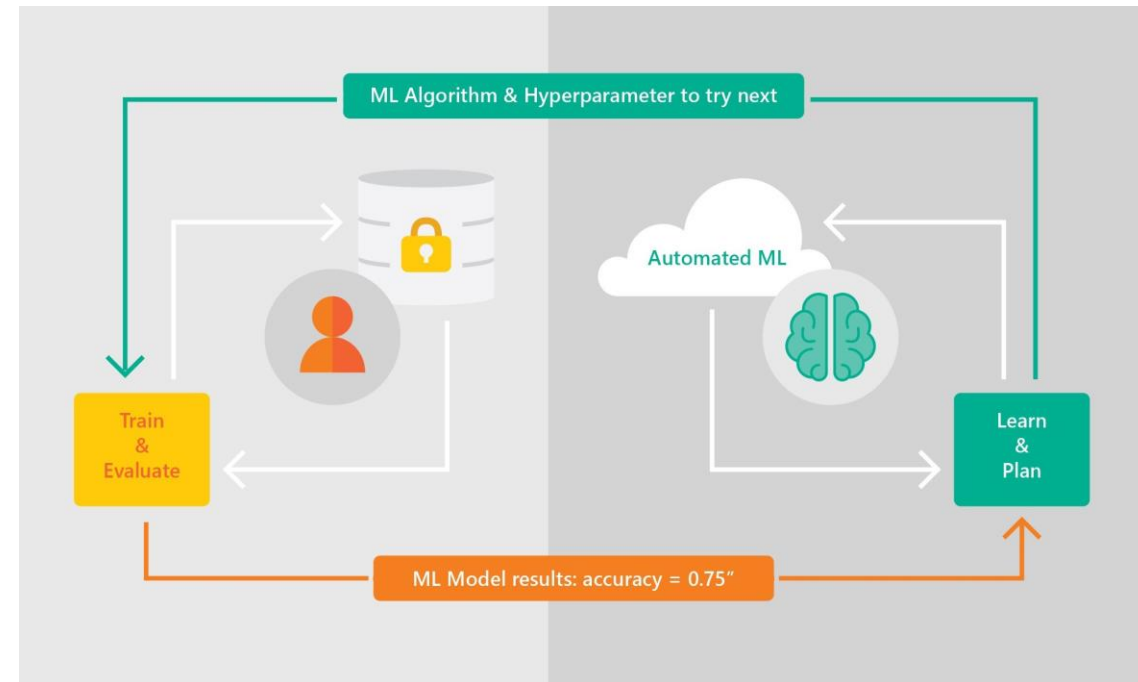 ML Algorithm & Hyperparameter to try next
Automated ML
Train
&
Evaluate
Learn
&
Plan
ML Model results: accuracy = 0.75"